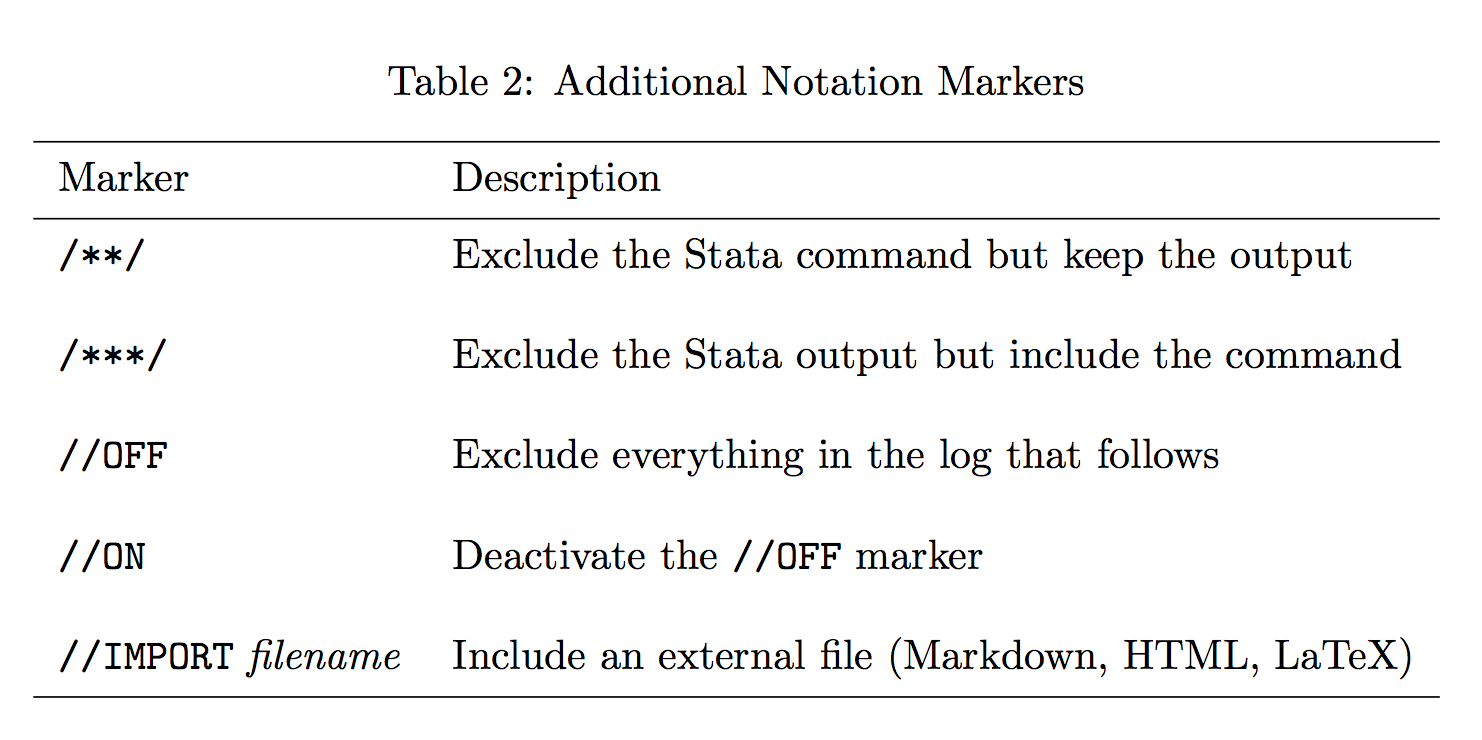 Table 2: Additional Notation Markers
Marker Description
/**/ Exclude the Stata command but keep the output
/***/ Exclude the Stata output but include the command
//OFF Exclude everything in the log that follows
//ON Deactivate the //OFF marker
//IMPORT filename Include an external file (Markdown, HTML, LaTeX)